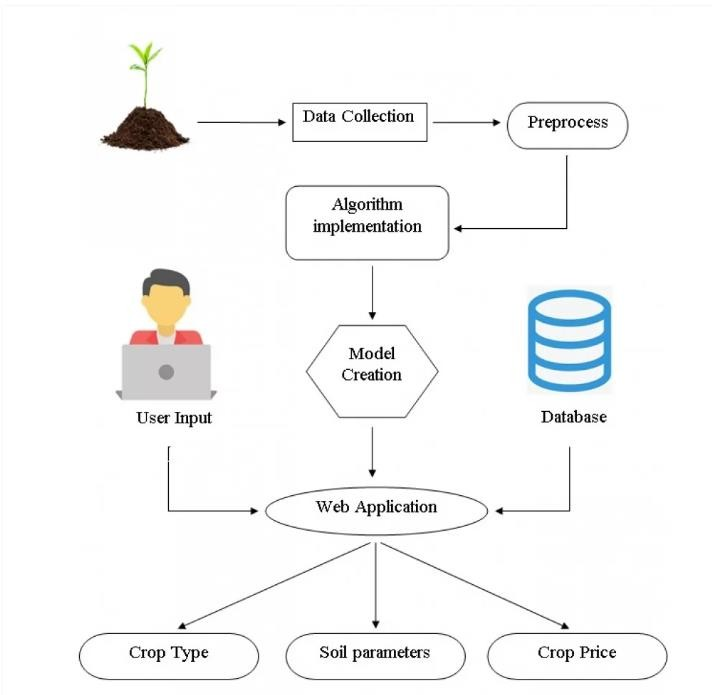 Data Collection
Preprocess
Algorithm
implementation
Model
Creation
User Input
Database
Web Application
Crop Type
Soil parameters
Crop Price